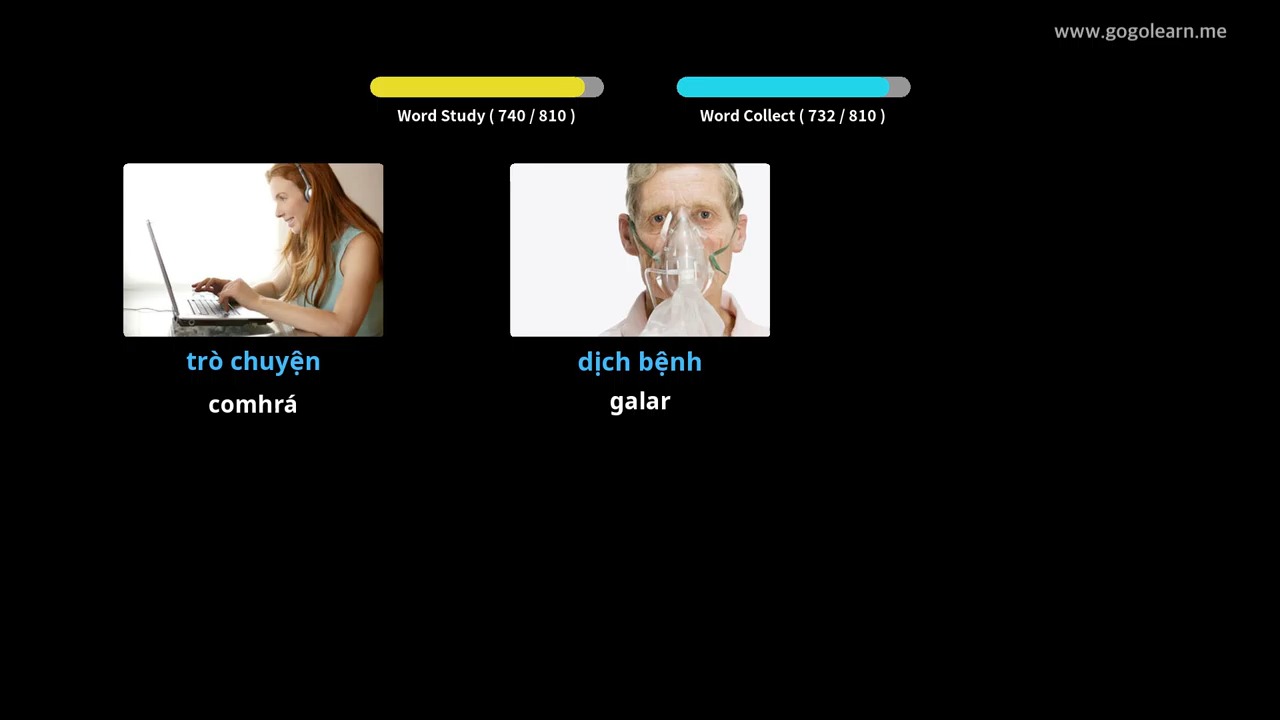 www.gogolearn.me
Word Study ( 740 / 810 )
Word Collect ( 732 / 810 )
trò chuyện
comhrá
dịch bệnh
galar